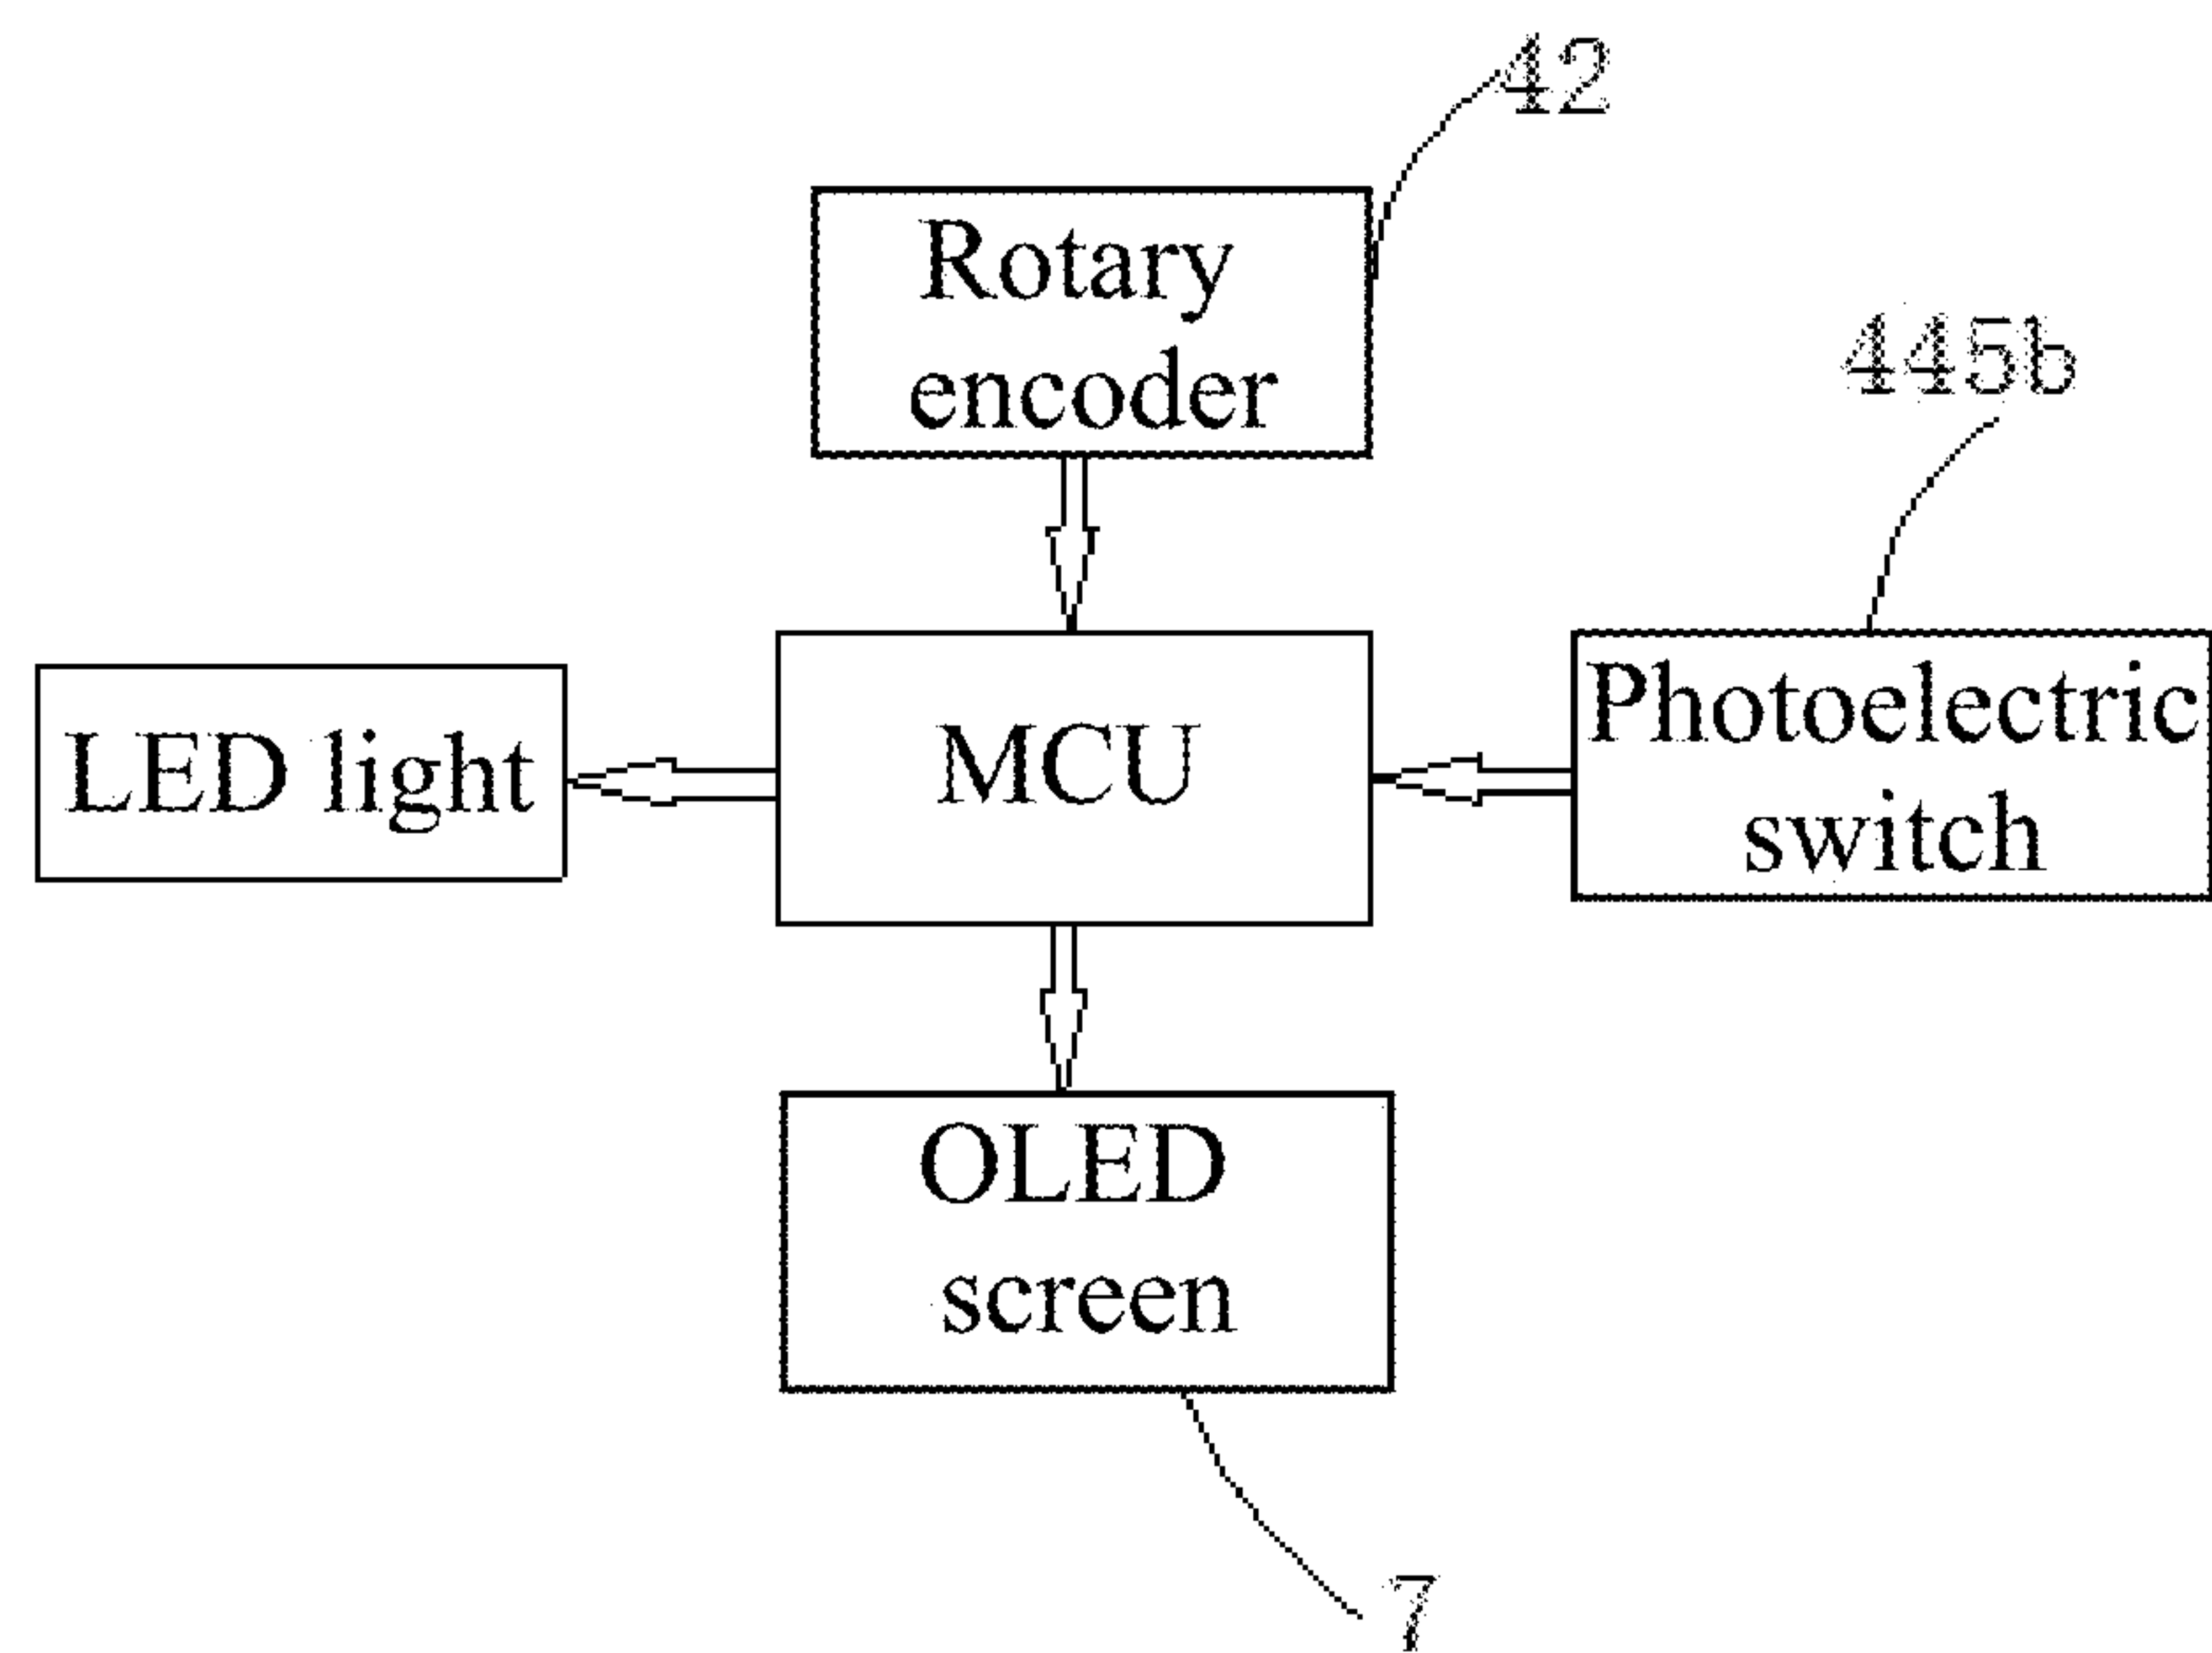 42
Rotary
encoder
445b
LED light
MCU
Photoelectric
switch
OLED
screen
7